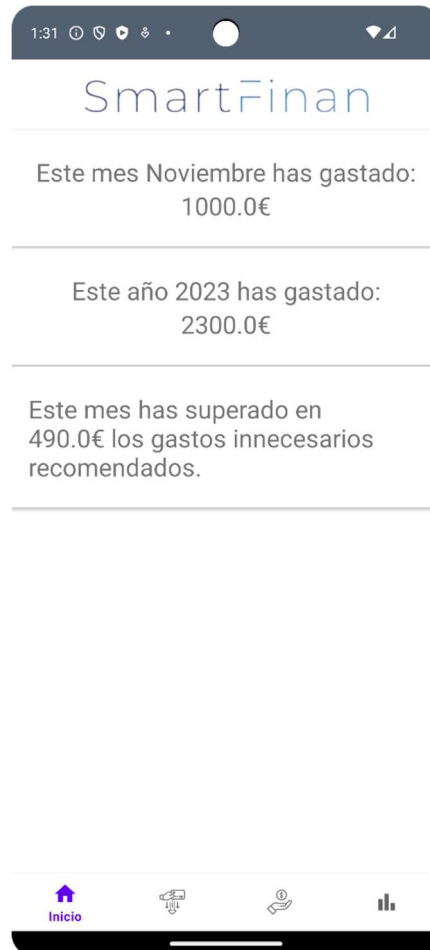 1:31
SmartFinan
Este mes Noviembre has gastado:
1000.0€
Este año 2023 has gastado:
2300.0€
Este mes has superado en
490.0€ los gastos innecesarios
recomendados.
Inicio